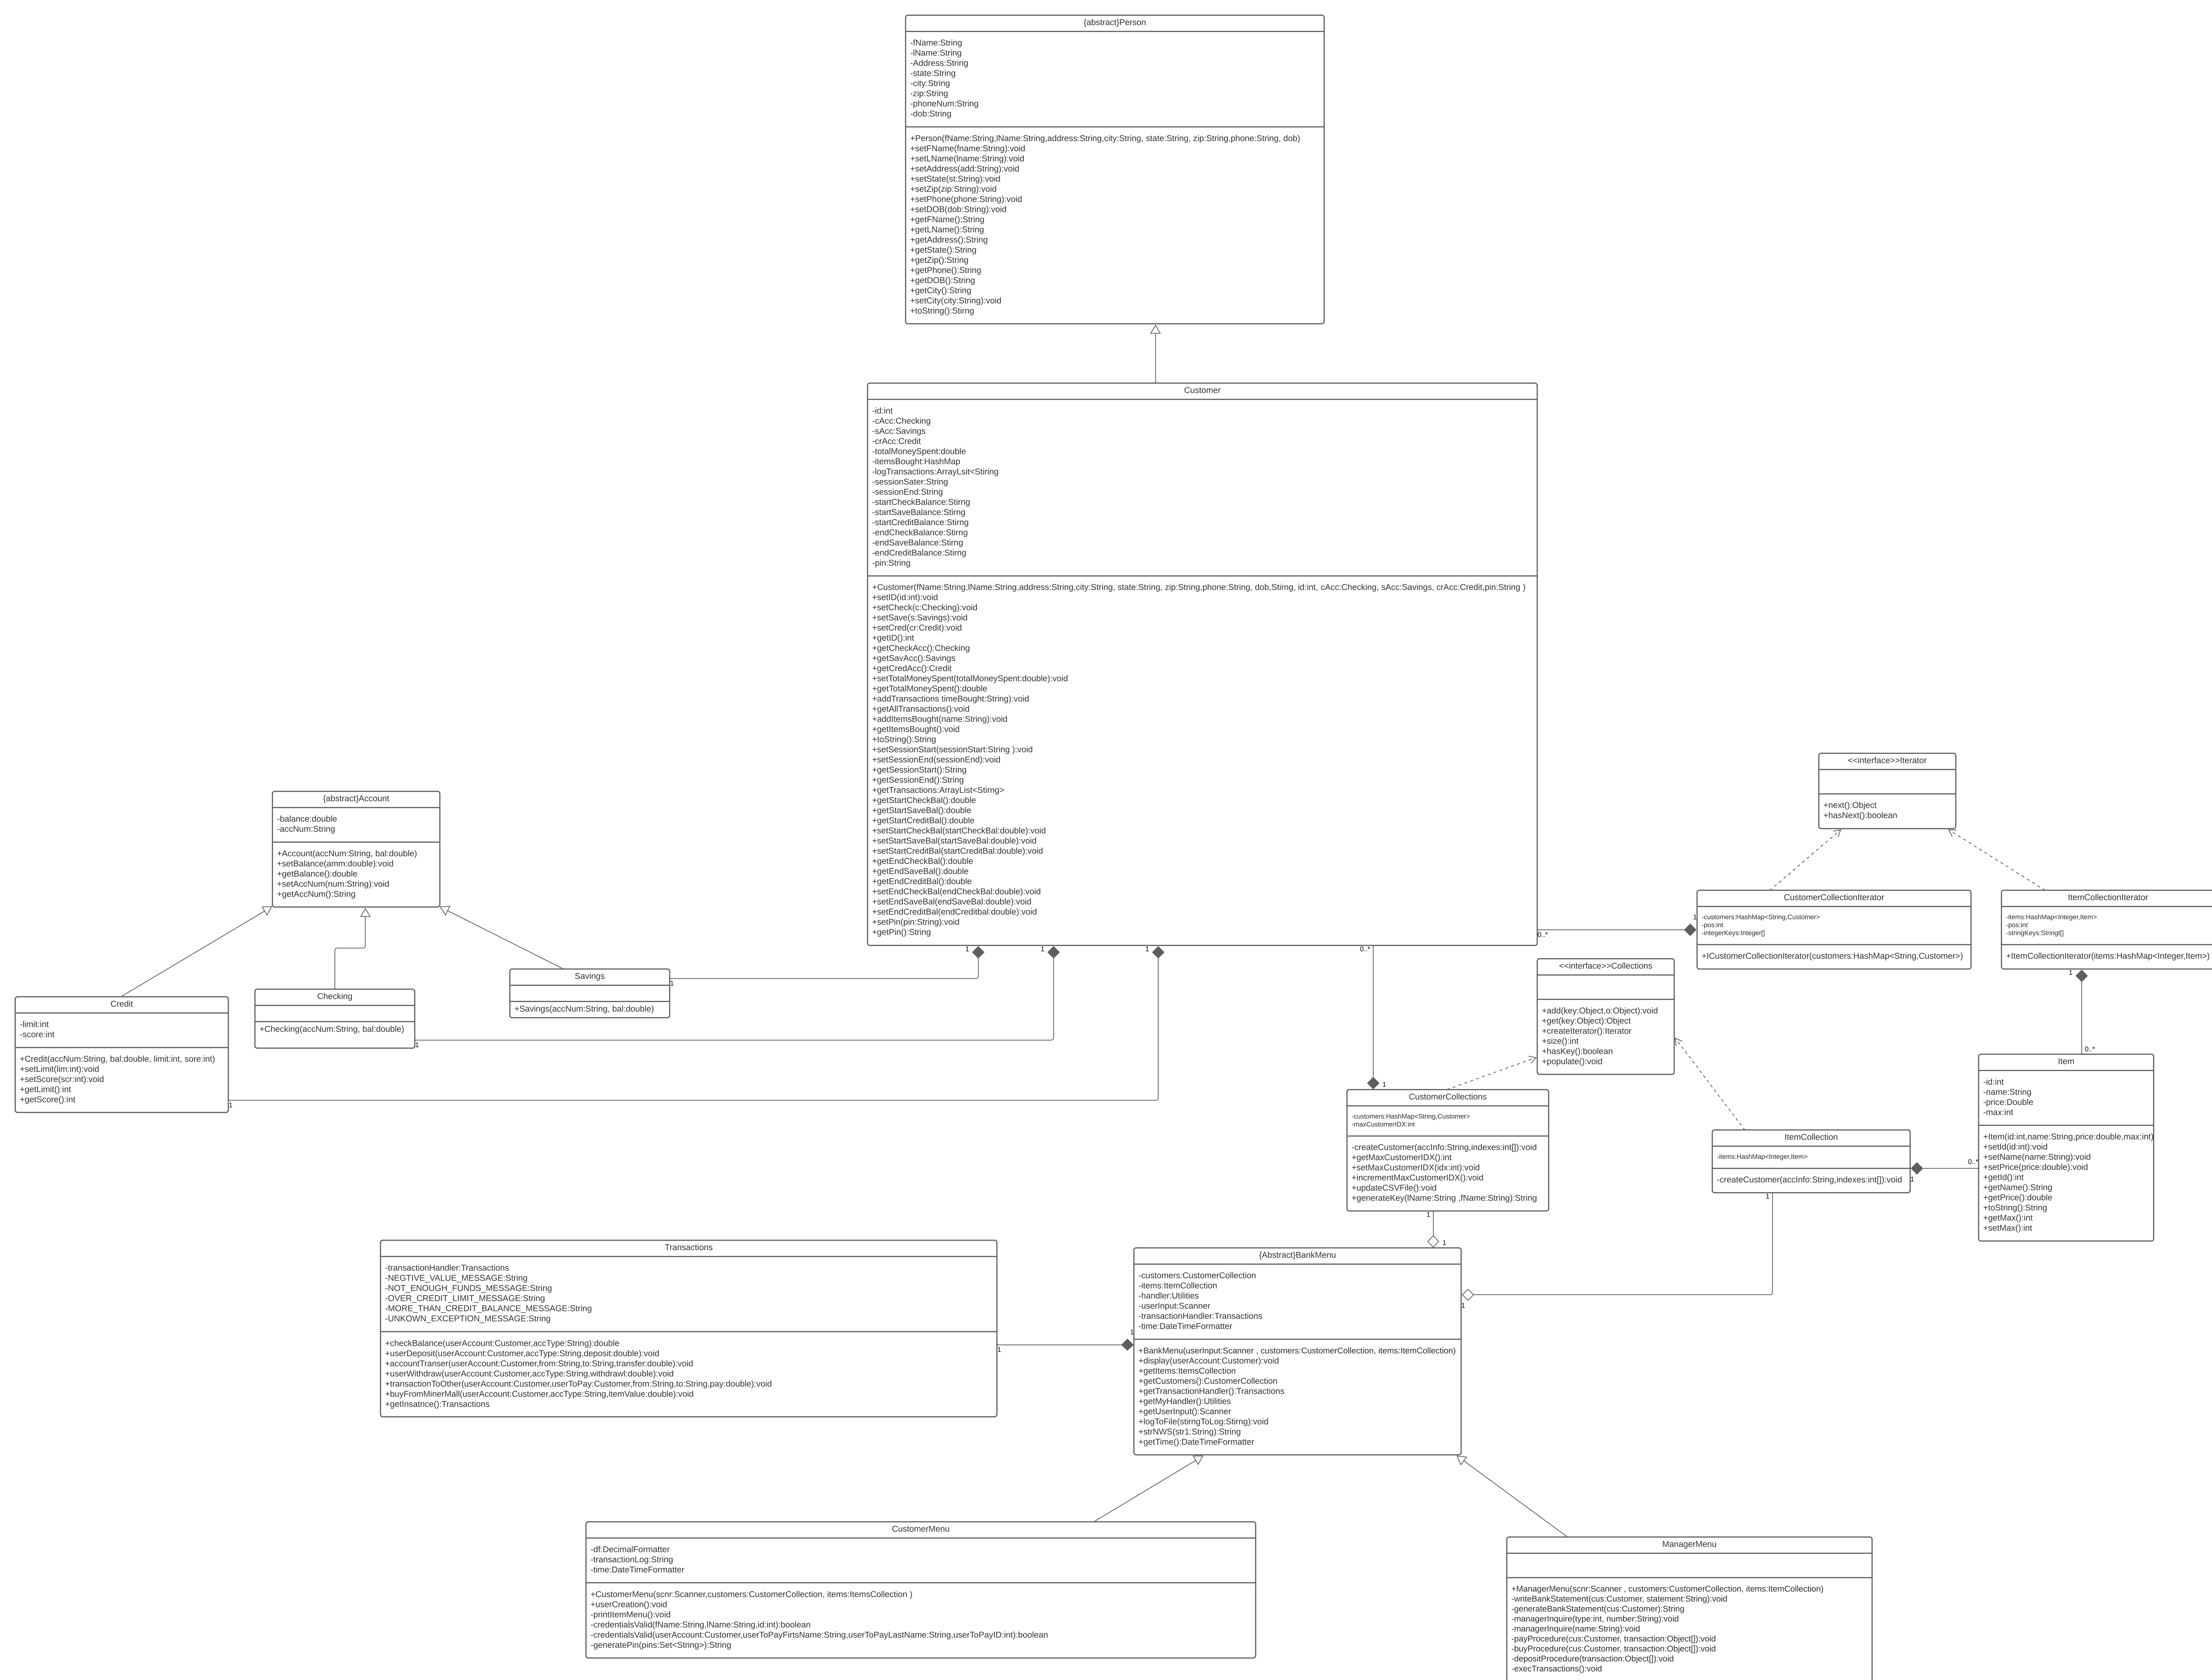 {abstract}Person
-fName:String
-lName:String
-Address:String
-state:String
-city:String
-zip:String
-phoneNum:String
-dob:String
+Person(fName:String,lName:String,address:String,city:String, state:String, zip:String,phone:String, dob)
+setFName(fname:String):void
+setLName(lname:String):void
+setAddress(add:String):void
+setState(st:String):void
+setZip(zip:String):void
+setPhone(phone:String):void
+setDOB(dob:String):void
+getFName():String
+getLName():String
+getAddress():String
+getState():String
+getZip():String
+getPhone():String
+getDOB():String
+getCity():String
+setCity(city:String):void
+toString():Stirng
Customer
-id:int
-cAcc:Checking
-sAcc:Savings
-crAcc:Credit
-totalMoneySpent:double
-itemsBought:HashMap
-logTransactions:ArrayLsit<Stiring
-sessionSater:String
-sessionEnd:String
-startCheckBalance:Stirng
-startSaveBalance:Stirng
-startCreditBalance:Stirng
-endCheckBalance:Stirng
-endSaveBalance:Stirng
-endCreditBalance:Stirng
-pin:String
+Customer(fName:String,lName:String,address:String,city:String, state:String, zip:String,phone:String, dob,Stirng, id:int, cAcc:Checking, sAcc:Savings, crAcc:Credit,pin:String )
+setID(id:int):void
+setCheck(c:Checking):void
+setSave(s:Savings):void
+setCred(cr:Credit):void
+getID():int
+getCheckAcc():Checking
+getSavAcc():Savings
+getCredAcc():Credit
+setTotalMoneySpent(totalMoneySpent:double):void
+getTotalMoneySpent():double
+addTransactions timeBought:String):void
+getAllTransactions():void
+addItemsBought(name:String):void
+getItemsBought():void
+toString():String
+setSessionStart(sessionStart:String ):void
+setSessionEnd(sessionEnd):void
+getSessionStart():String
+getSessionEnd():String
+getTransactions:ArrayList<Stirng>
+getStartCheckBal():double
+getStartSaveBal():double
+getStartCreditBal():double
+setStartCheckBal(startCheckBal:double):void
+setStartSaveBal(startSaveBal:double):void
+setStartCreditBal(startCreditBal:double):void
+getEndCheckBal():double
+getEndSaveBal():double
+getEndCreditBal():double
+setEndCheckBal(endCheckBal:double):void
+setEndSaveBal(endSaveBal:double):void
+setEndCreditBal(endCreditbal:double):void
+setPin(pin:String):void
+getPin():String
1
1
1
0..*
0..*
{abstract}Account
-balance:double
-accNum:String
+Account(accNum:String, bal:double)
+setBalance(amm:double):void
+getBalance():double
+setAccNum(num:String):void
+getAccNum():String
Credit
-limit:int
-score:int
+Credit(accNum:String, bal:double, limit:int, sore:int)
+setLimit(lim:int):void
+setScore(scr:int):void
+getLimit():int
+getScore():int
1
Checking
+Checking(accNum:String, bal:double)
1
Savings
+Savings(accNum:String, bal:double)
1
<<interface>>Iterator
+next():Object
+hasNext():boolean
CustomerCollectionIterator
-customers:HashMap<String,Customer>
-pos:int
-integerKeys:Integer[]
+ICustomerCollectionIterator(customers:HashMap<String,Customer>)
1
ItemCollectionIterator
-items:HashMap<Integer,Item>
-pos:int
-stringKeys:Stringt[]
+ItemCollectionIterator(items:HashMap<Integer,Item>)
1
0..*
<<interface>>Collections
+add(key:Object,o:Object):void
+get(key:Object):Object
+createIterator():Iterator
+size():int
+hasKey():boolean
+populate():void
1
CustomerCollections
-customers:HashMap<String,Customer>
-maxCustomerIDX:int
-createCustomer(accInfo:String,indexes:int[]):void
+getMaxCustomerIDX():int
+setMaxCustomerIDX(idx:int):void
+incrementMaxCustomerIDX():void
+updateCSVFile():void
+generateKey(lName:String ,fName:String):String
1
1
ItemCollection
-items:HashMap<Integer,Item>
-createCustomer(accInfo:String,indexes:int[]):void
1
1
0..*
Item
-id:int
-name:String
-price:Double
-max:int
+Item(id:int,name:String,price:double,max:int)
+setId(id:int):void
+setName(name:String):void
+setPrice(price:double):void
+getId():int
+getName():String
+getPrice():double
+toString():String
+getMax():int
+setMax():int
Transactions
-transactionHandler:Transactions
-NEGTIVE_VALUE_MESSAGE:String
-NOT_ENOUGH_FUNDS_MESSAGE:String
-OVER_CREDIT_LIMIT_MESSAGE:String
-MORE_THAN_CREDIT_BALANCE_MESSAGE:String
-UNKOWN_EXCEPTION_MESSAGE:String
+checkBalance(userAccount:Customer,accType:String):double
+userDeposit(userAccount:Customer,accType:String,deposit:double):void
+accountTranser(userAccount:Customer,from:String,to:String,transfer:double):void
+userWithdraw(userAccount:Customer,accType:String,withdrawl:double):void
+transactionToOther(userAccount:Customer,userToPay:Customer,from:String,to:String,pay:double):void
+buyFromMinerMall(userAccount:Customer,accType:String,itemValue:double):void
+getInsatnce():Transactions
1
1
{Abstract}BankMenu
-customers:CustomerCollection
-items:ItemCollection
-handler:Utilities
-userInput:Scanner
-transactionHandler:Transactions
-time:DateTimeFormatter
+BankMenu(userInput:Scanner , customers:CustomerCollection, items:ItemCollection)
+display(userAccount:Customer):void
+getItems:ItemsCollection
+getCustomers():CustomerCollection
+getTransactionHandler():Transactions
+getMyHandler():Utilities
+getUserInput():Scanner
+logToFile(stirngToLog:Stirng):void
+strNWS(str1:String):String
+getTime():DateTimeFormatter
1
CustomerMenu
-df:DecimalFormatter
-transactionLog:String
-time:DateTimeFormatter
+CustomerMenu(scnr:Scanner,customers:CustomerCollection, items:ItemsCollection )
+userCreation():void
-printItemMenu():void
-credentialsValid(fName:String,lName:String,id:int):boolean
-credentialsValid(userAccount:Customer,userToPayFirtsName:String,userToPayLastName:String,userToPayID:int):boolean
-generatePin(pins:Set<String>):String
ManagerMenu
+ManagerMenu(scnr:Scanner , customers:CustomerCollection, items:ItemCollection)
-writeBankStatement(cus:Customer, statement:String):void
-generateBankStatement(cus:Customer):String
-managerInquire(type:int, number:String):void
-managerInquire(name:String):void
-payProcedure(cus:Customer, transaction:Object[]):void
-buyProcedure(cus:Customer, transaction:Object[]):void
-depositProcedure(transaction:Object[]):void
-execTransactions():void